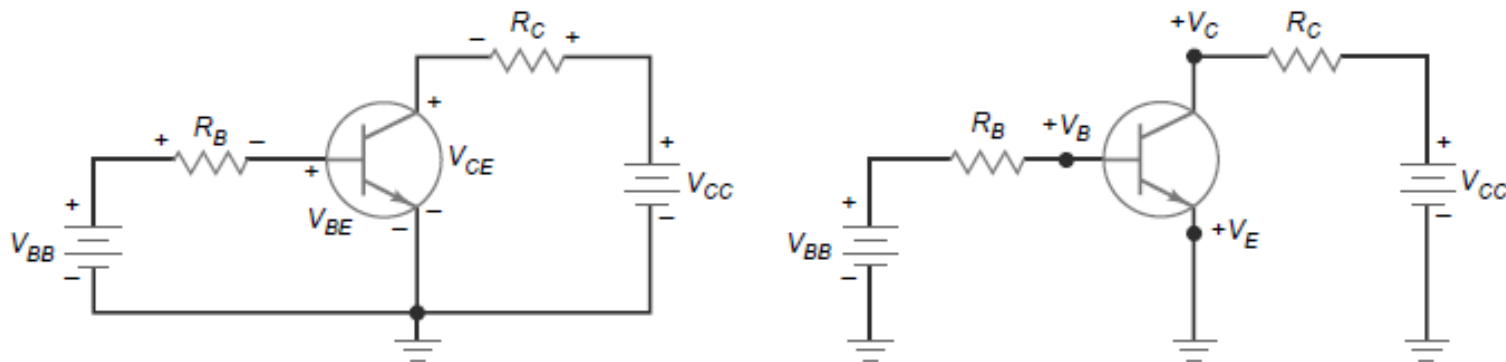 − R_C +
+ R_B −
+
+
V_CE
V_BE
−
−
+
V_BB
−
+
V_CC
−
+V_C
R_C
R_B
+V_B
+V_E
+
V_BB
−
+
V_CC
−